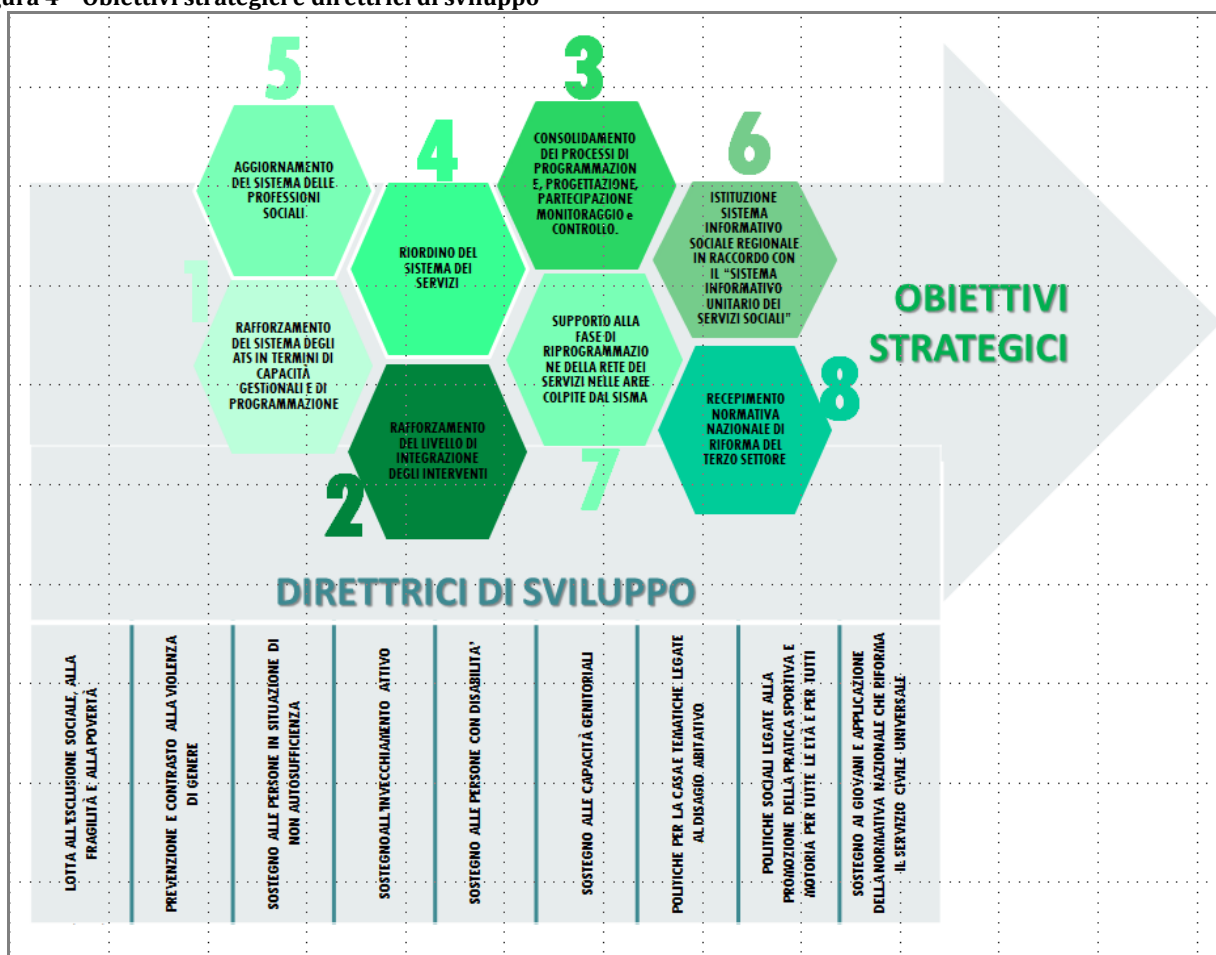 gura 4 – Obiettivi strategici e direttrici di sviluppo
5
AGGIORNAMENTO
DEL SISTEMA DELLE
PROFESSIONI
SOCIALI
4
RIORDINO DEL
SISTEMA DEI
SERVIZI
3
CONSOLIDAMENTO
DEI PROCESSI DI
PROGRAMMAZION
E, PROGETTAZIONE,
PARTECIPAZIONE
MONITORAGGIO e
CONTROLLO.
6
ISTITUZIONE
SISTEMA
INFORMATIVO
SOCIALE REGIONALE
IN RACCORDO CON
IL “SISTEMA
INFORMATIVO
UNITARIO DEI
SERVIZI SOCIALI”
1
RAFFORZAMENTO
DEL SISTEMA DEGLI
ATS IN TERMINI DI
CAPACITÀ
GESTIONALI E DI
PROGRAMMAZIONE
2
RAFFORZAMENTO
DEL LIVELLO DI
INTEGRAZIONE
DEGLI INTERVENTI
SUPPORTO ALLA
FASE DI
RIPROGRAMMAZIO
NE DELLA RETE DEI
SERVIZI NELLE AREE
COLPITE DAL SISMA
7
8
RECEPIMENTO
NORMATIVA
NAZIONALE DI
RIFORMA DEL
TERZO SETTORE
OBIETTIVI
STRATEGICI
DIRETTRICI DI SVILUPPO
LOTTA ALL'ESCLUSIONE SOCIALE, ALLA
FRAGILITÀ E ALLA POVERTÀ
PREVENZIONE E CONTRASTO ALLA VIOLENZA
DI GENERE
SOSTEGNO ALLE PERSONE IN SITUAZIONE DI
NON AUTOSUFFICIENZA
SOSTEGNO ALL'INVECCHIAMENTO ATTIVO
SOSTEGNO ALLE PERSONE CON DISABILITA'
SOSTEGNO ALLE CAPACITÀ GENITORIALI
POLITICHE PER LA CASA E TEMATICHE LEGATE
AL DISAGIO ABITATIVO
POLITICHE SOCIALI LEGATE ALLA
PROMOZIONE DELLA PRATICA SPORTIVA E
MOTORIA PER TUTTE LE ETÀ E PER TUTTI
SOSTEGNO AI GIOVANI E APPLICAZIONE
DELLA NORMATIVA NAZIONALE CHE RIFORMA
IL SERVIZIO CIVILE UNIVERSALE